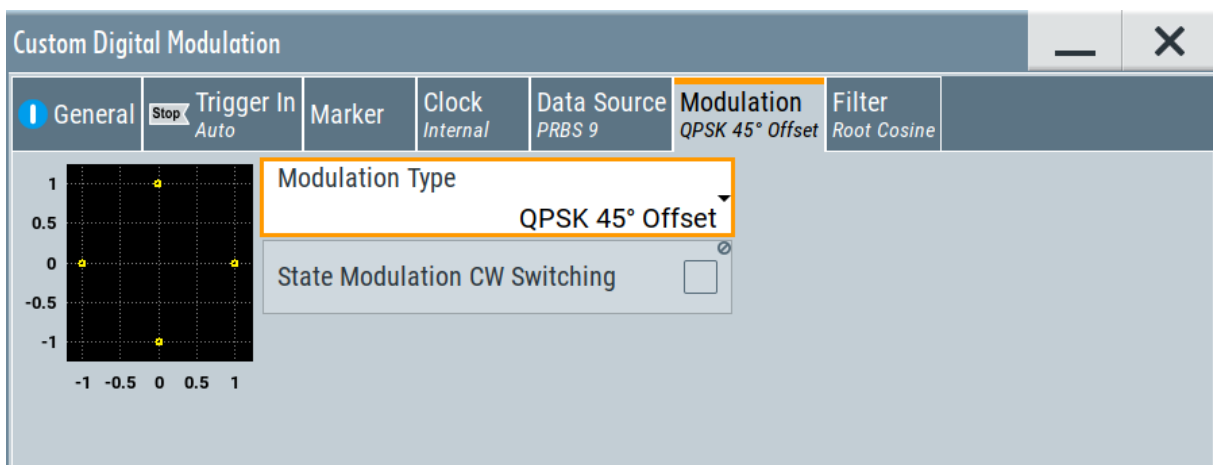 Custom Digital Modulation
General
Stop Trigger In
Auto
Marker
Clock
Internal
Data Source
PRBS 9
Modulation
QPSK 45° Offset
Filter
Root Cosine
1
0.5
0
-0.5
-1
-1 -0.5 0 0.5 1
Modulation Type
QPSK 45° Offset
State Modulation CW Switching